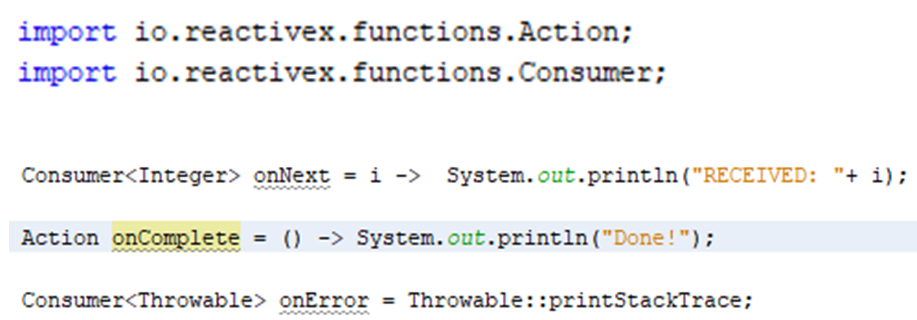 import io.reactivex.functions.Action;
import io.reactivex.functions.Consumer;
Consumer<Integer> onNext = i ->  System.out.println("RECEIVED: "+ i);
Action onComplete = () -> System.out.println("Done!");
Consumer<Throwable> onError = Throwable::printStackTrace;